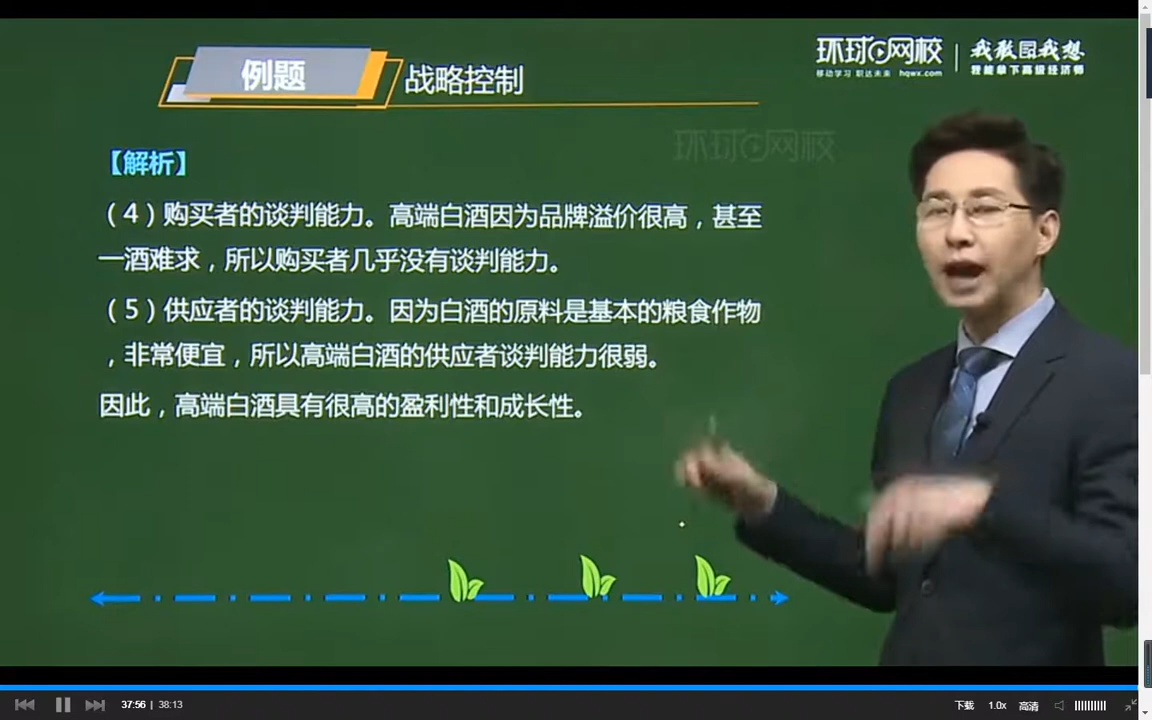 环球网校
移动学习 职达未来 hqwx.com
我敢 我想
我能拿下高级经济师
例题
战略控制
环球网校
【解析】
（4）购买者的谈判能力。高端白酒因为品牌溢价很高，甚至
一酒难求，所以购买者几乎没有谈判能力。
（5）供应者的谈判能力。因为白酒的原料是基本的粮食作物
，非常便宜，所以高端白酒的供应者谈判能力很弱。
因此，高端白酒具有很高的盈利性和成长性。
37:56 | 38:13
下载
1.0x
高清